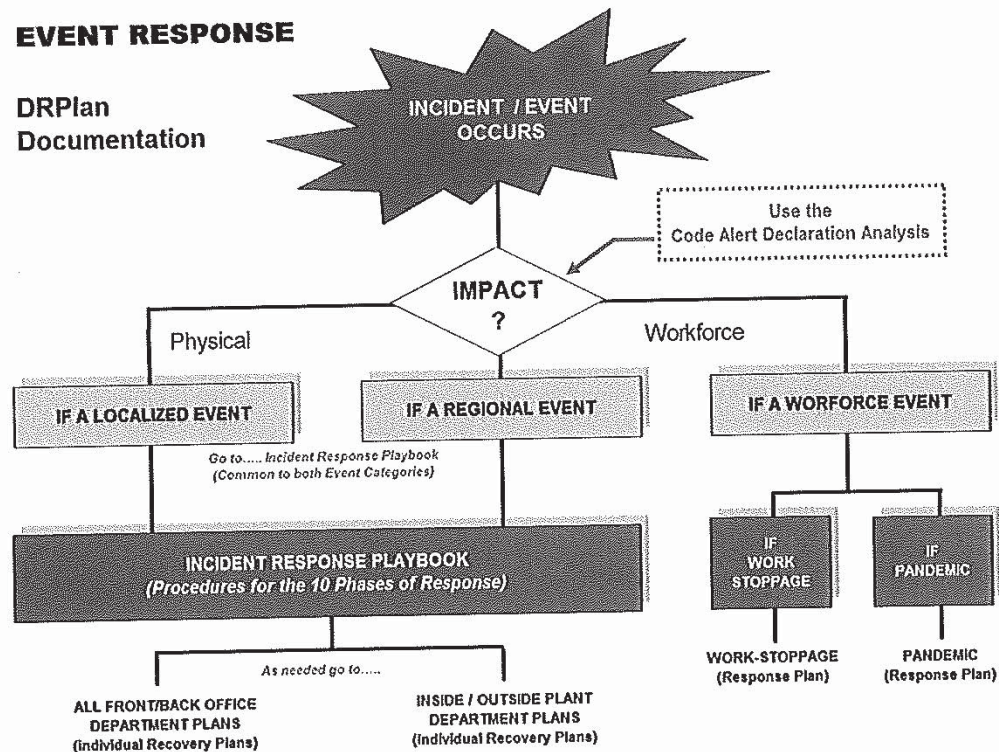 EVENT RESPONSE
DRPlan
Documentation
INCIDENT / EVENT
OCCURS
Use the
Code Alert Declaration Analysis
IMPACT
?
Physical
Workforce
IF A LOCALIZED EVENT
IF A REGIONAL EVENT
IF A WORFORCE EVENT
Go to..... Incident Response Playbook
(Common to both Event Categories)
INCIDENT RESPONSE PLAYBOOK
(Procedures for the 10 Phases of Response)
IF
WORK
STOPPAGE
IF
PANDEMIC
WORK-STOPPAGE
(Response Plan)
PANDEMIC
(Response Plan)
As needed go to.....
ALL FRONT/BACK OFFICE
DEPARTMENT PLANS
(individual Recovery Plans)
INSIDE / OUTSIDE PLANT
DEPARTMENT PLANS
(individual Recovery Plans)